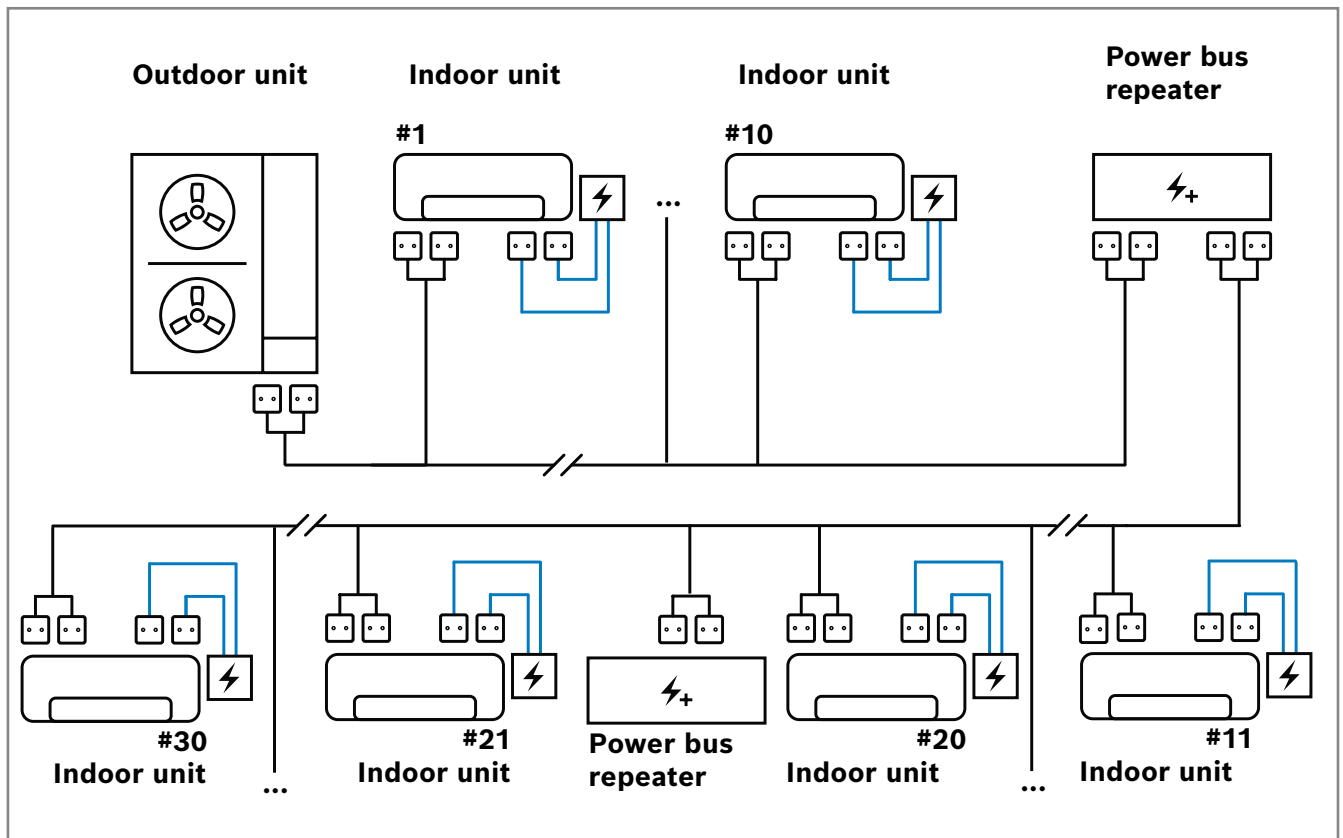 Outdoor unit
Indoor unit
Indoor unit
Power bus
repeater
#1
#10
...
#30
Indoor unit
...
#21
Indoor unit
Power bus
repeater
#20
Indoor unit
...
#11
Indoor unit